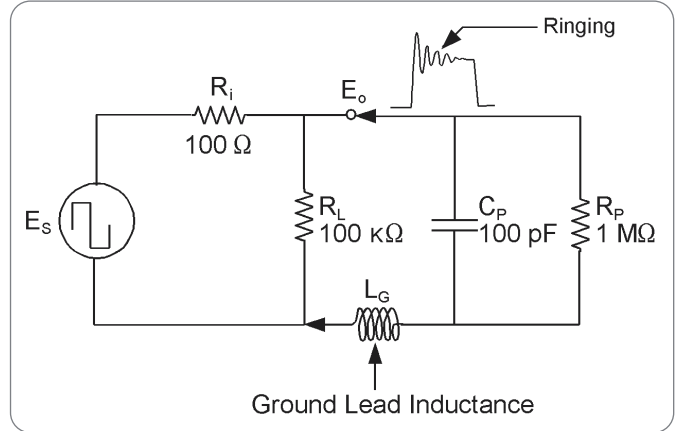 Ringing
Ri
100 Ω
Eo
ES
RL
100 KΩ
CP
100 pF
RP
1 MΩ
LG
Ground Lead Inductance